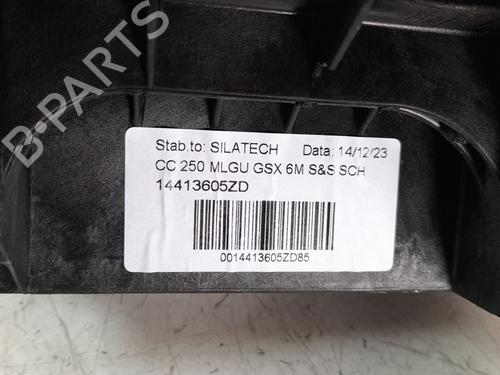 B-PARTS
Stab.to: SILATECH Data: 14/12/23
CC 250 MLGU GSX 6M S&S SCH
14413605ZD
0014413605ZD85